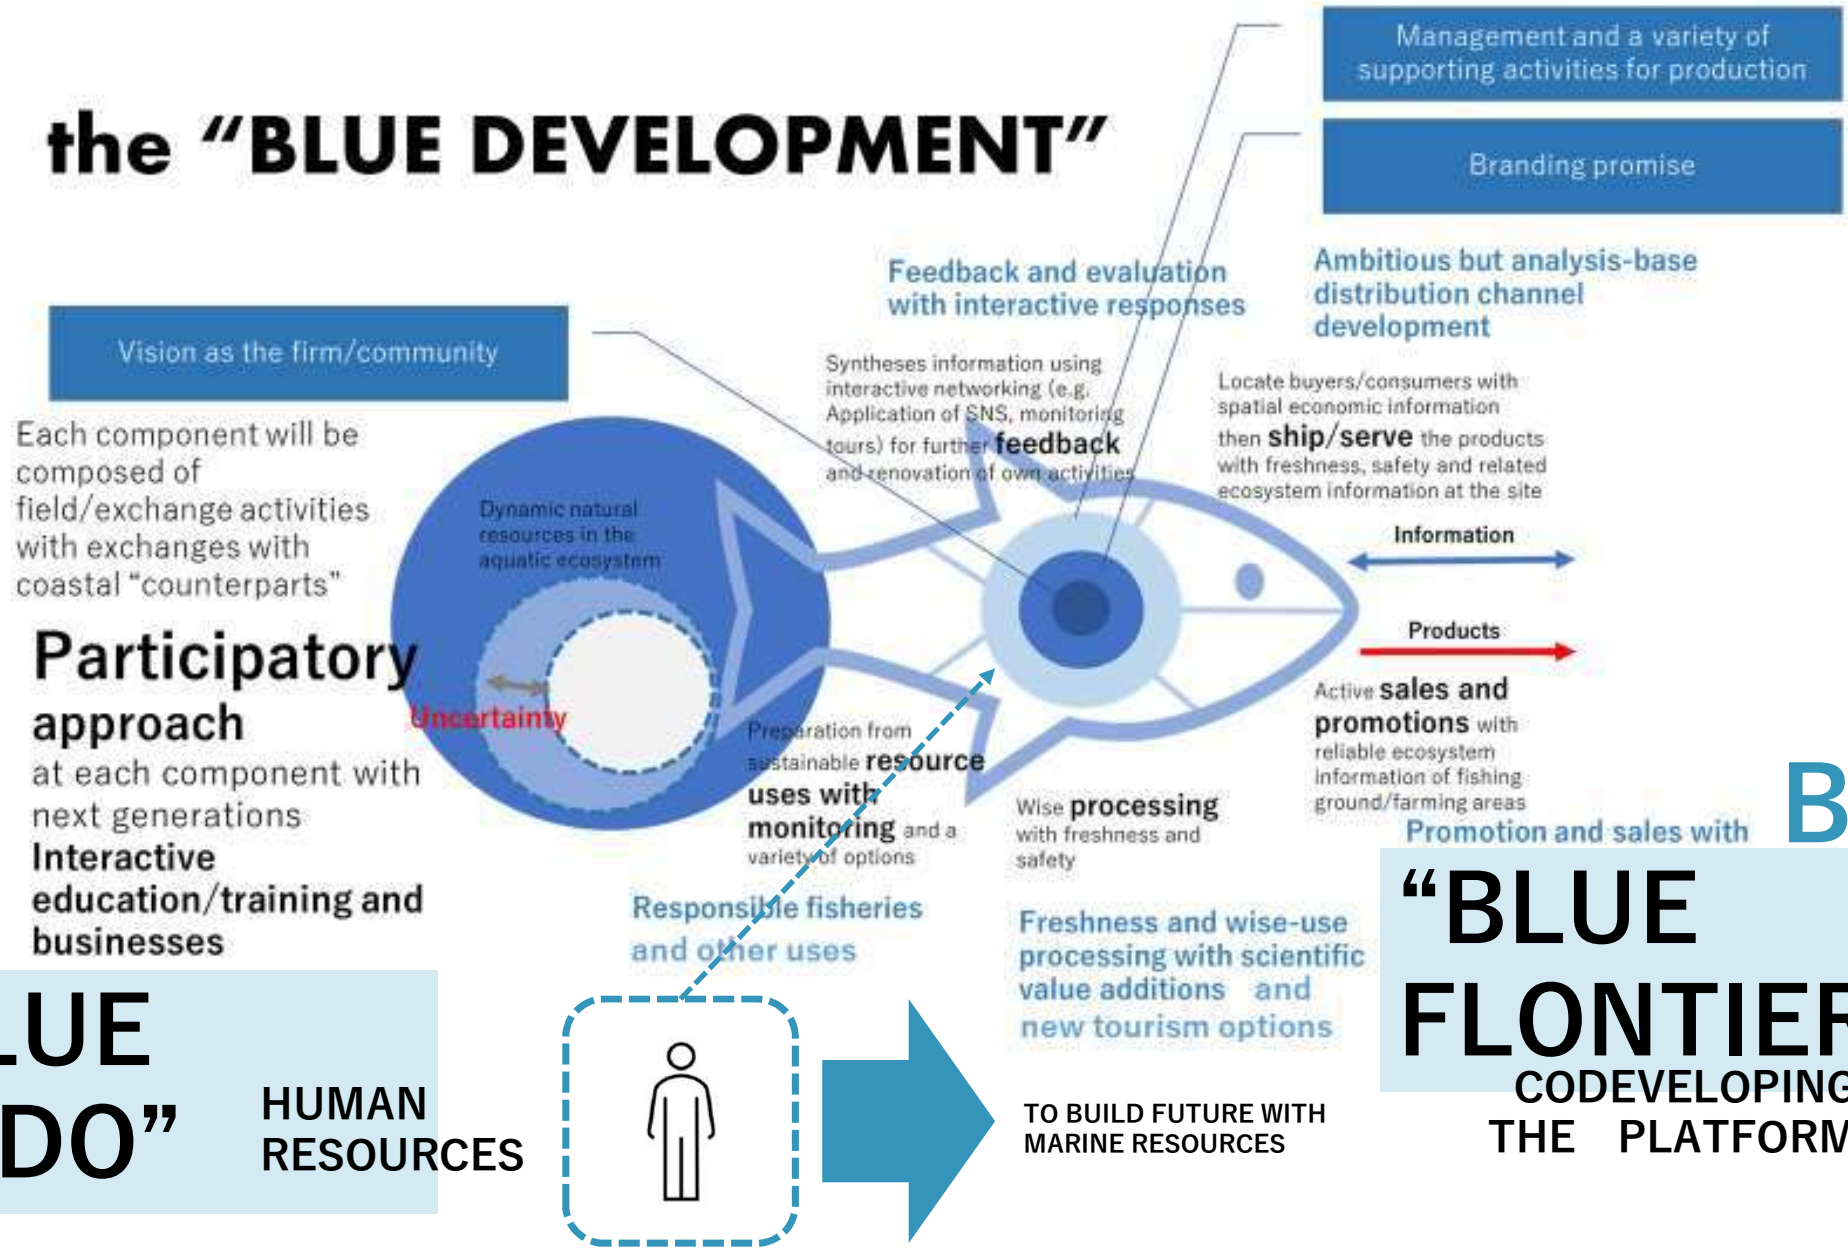 the “BLUE DEVELOPMENT”
Management and a variety of
supporting activities for production
Branding promise
Vision as the firm/community
Feedback and evaluation
with interactive responses
Ambitious but analysis-base
distribution channel
development
Syntheses information using
interactive networking (e.g.
Application of SNS, monitoring
tours) for further feedback
and renovation of own activities
Locate buyers/consumers with
spatial economic information
then ship/serve the products
with freshness, safety and related
ecosystem information at the site
Each component will be
composed of
field/exchange activities
with exchanges with
coastal “counterparts”
Dynamic natural
resources in the
aquatic ecosystem
Information
Products
Participatory
approach
at each component with
next generations
Interactive
education/training and
businesses
Uncertainty
Preparation from
sustainable resource
uses with
monitoring and a
variety of options
Wise processing
with freshness and
safety
Active sales and
promotions with
reliable ecosystem
information of fishing
ground/farming areas
Promotion and sales with
B
Responsible fisheries
and other uses
Freshness and wise-use
processing with scientific
value additions and
new tourism options
“BLUE
FLONTIER
CODEVELOPING
THE PLATFORM
LUE
DO”
HUMAN
RESOURCES
TO BUILD FUTURE WITH
MARINE RESOURCES